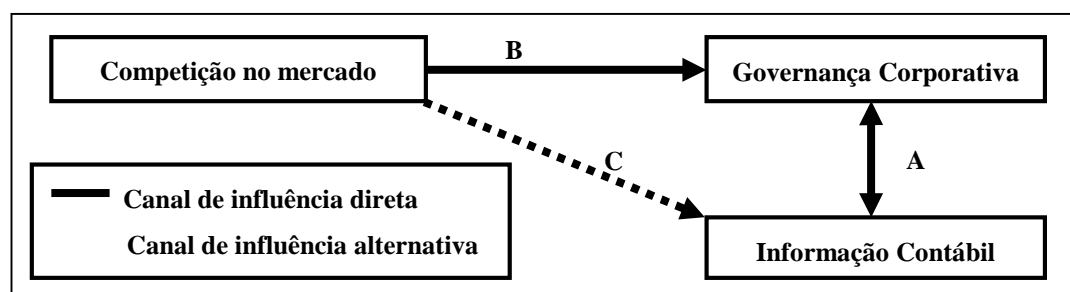 Competição no mercado
B
Governança Corporativa
C
A
Canal de influência direta
Canal de influência alternativa
Informação Contábil